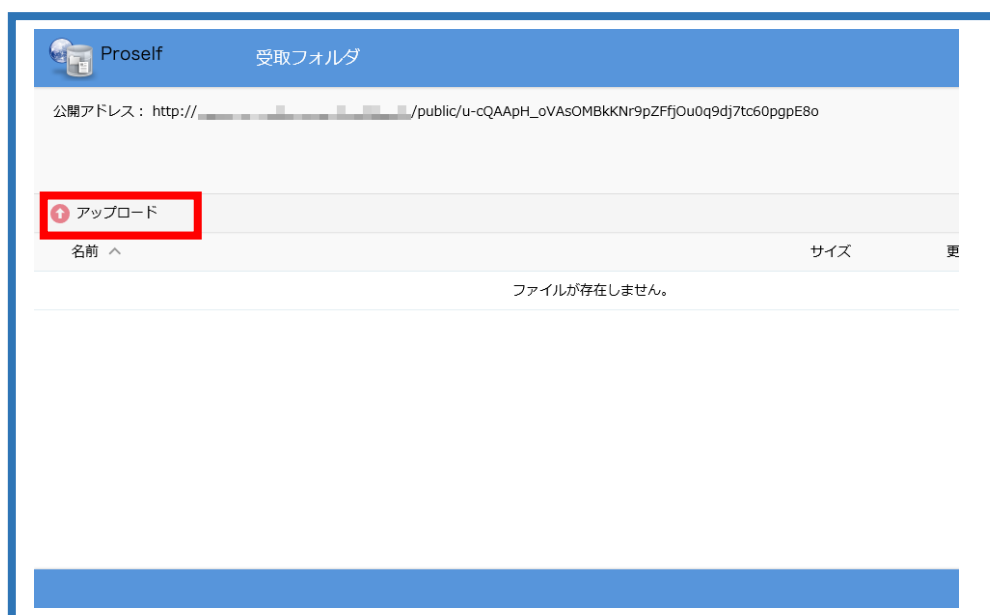 Proself
受取フォルダ
公開アドレス： http:///public/u-cQAApH_oVAsOMBkKNr9pZFfjOu0q9dj7tc60pgpE8o
アップロード
名前 サイズ 更
ファイルが存在しません。